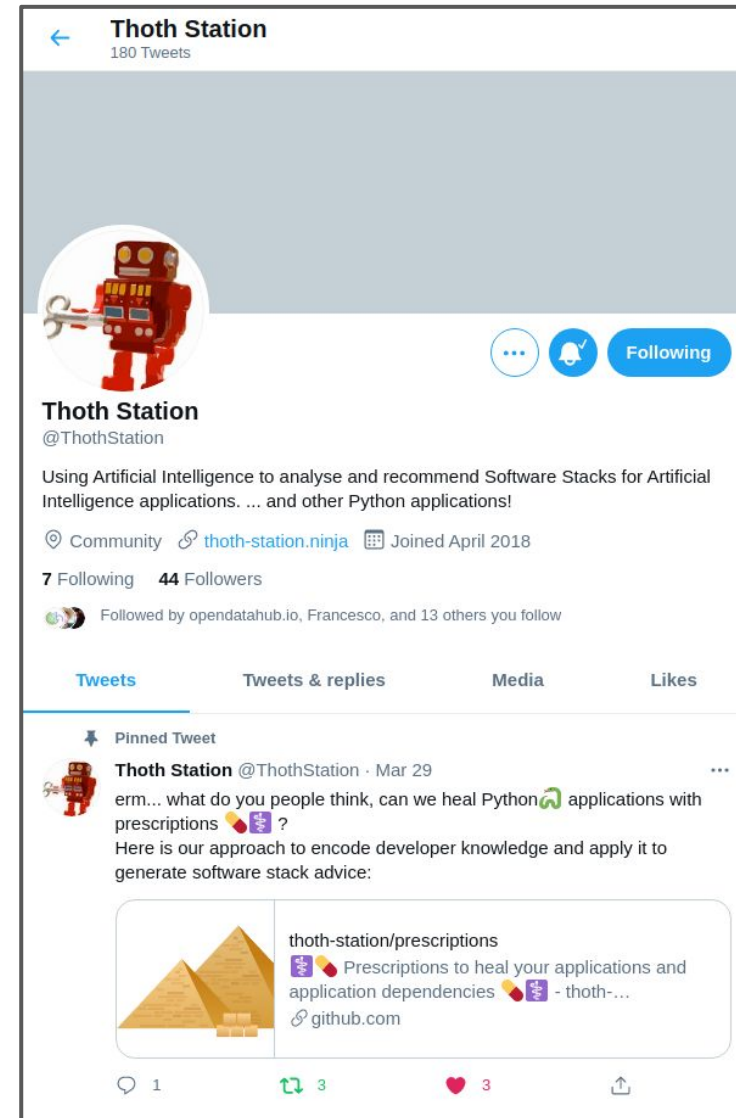 Thoth Station
180 Tweets
Following
Thoth Station
@ThothStation
Using Artificial Intelligence to analyse and recommend Software Stacks for Artificial
Intelligence applications. ... and other Python applications!
Community thoth-station.ninja Joined April 2018
7 Following 44 Followers
Followed by opendatahub.io, Francesco, and 13 others you follow
Tweets Tweets & replies Media Likes
Pinned Tweet
Thoth Station @ThothStation · Mar 29
erm... what do you people think, can we heal Python🐍 applications with
prescriptions 💊⚕️ ?
Here is our approach to encode developer knowledge and apply it to
generate software stack advice:
thoth-station/prescriptions
⚕️💊 Prescriptions to heal your applications and
application dependencies 💊⚕️ - thoth-...
github.com
1 3 3